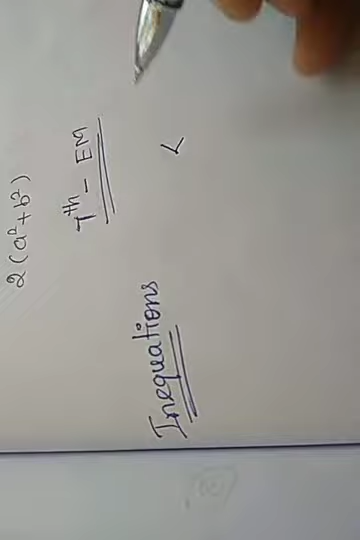 2(a²+b²)
7th - EM
Inequations
<